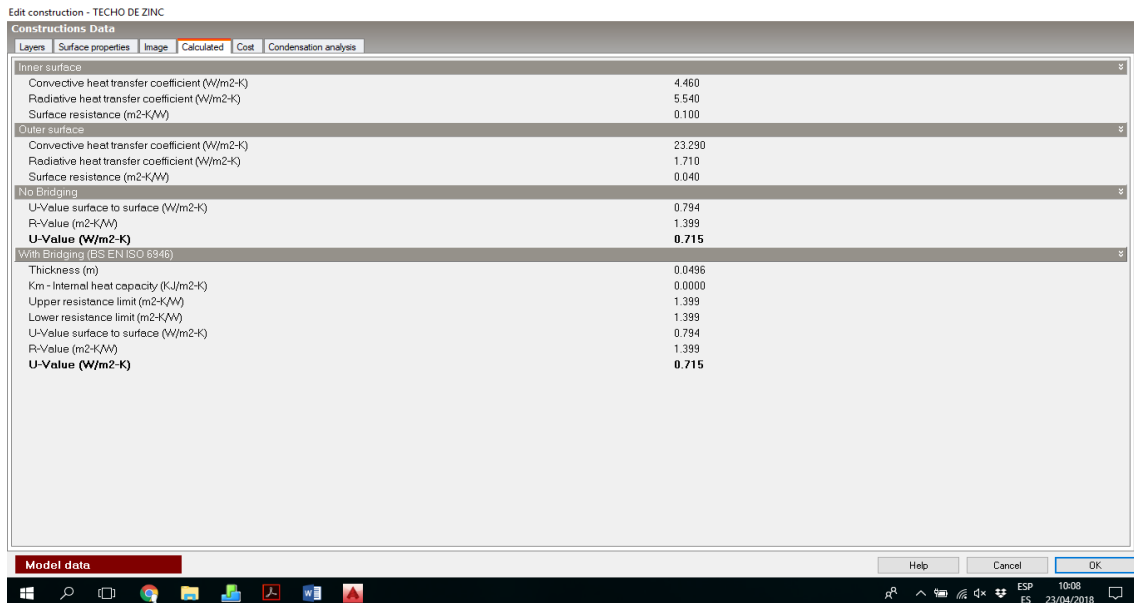 Edit construction - TECHO DE ZINC
Constructions Data
Layers Surface properties Image Calculated Cost Condensation analysis
Inner surface
Convective heat transfer coefficient (W/m2-K) 4.460
Radiative heat transfer coefficient (W/m2-K) 5.540
Surface resistance (m2-K/W) 0.100
Outer surface
Convective heat transfer coefficient (W/m2-K) 23.290
Radiative heat transfer coefficient (W/m2-K) 1.710
Surface resistance (m2-K/W) 0.040
No Bridging
U-Value surface to surface (W/m2-K) 0.794
R-Value (m2-K/W) 1.399
U-Value (W/m2-K) 0.715
With Bridging (BS EN ISO 6946)
Thickness (m) 0.0496
Km - Internal heat capacity (KJ/m2-K) 0.0000
Upper resistance limit (m2-K/W) 1.399
Lower resistance limit (m2-K/W) 1.399
U-Value surface to surface (W/m2-K) 0.794
R-Value (m2-K/W) 1.399
U-Value (W/m2-K) 0.715
Model data
Help Cancel OK
ESP 10:08
ES 23/04/2018